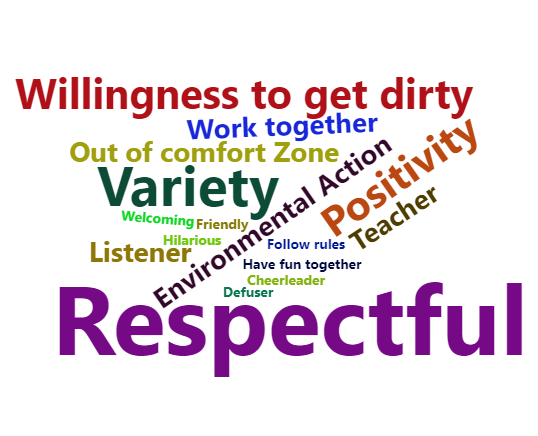 Willingness to get dirty
Work together
Out of comfort Zone
Variety
Environmental Action
Positivity
Teacher
Welcoming
Friendly
Hilarious
Listener
Follow rules
Have fun together
Cheerleader
Defuser
Respectful